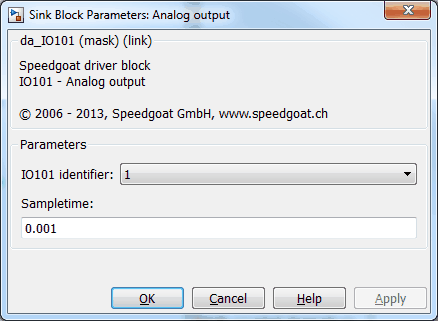 Sink Block Parameters: Analog output
da_IO101 (mask) (link)
Speedgoat driver block
IO101 - Analog output
© 2006 - 2013, Speedgoat GmbH, www.speedgoat.ch
Parameters
IO101 identifier: 1
Sampletime:
0.001
OK Cancel Help Apply